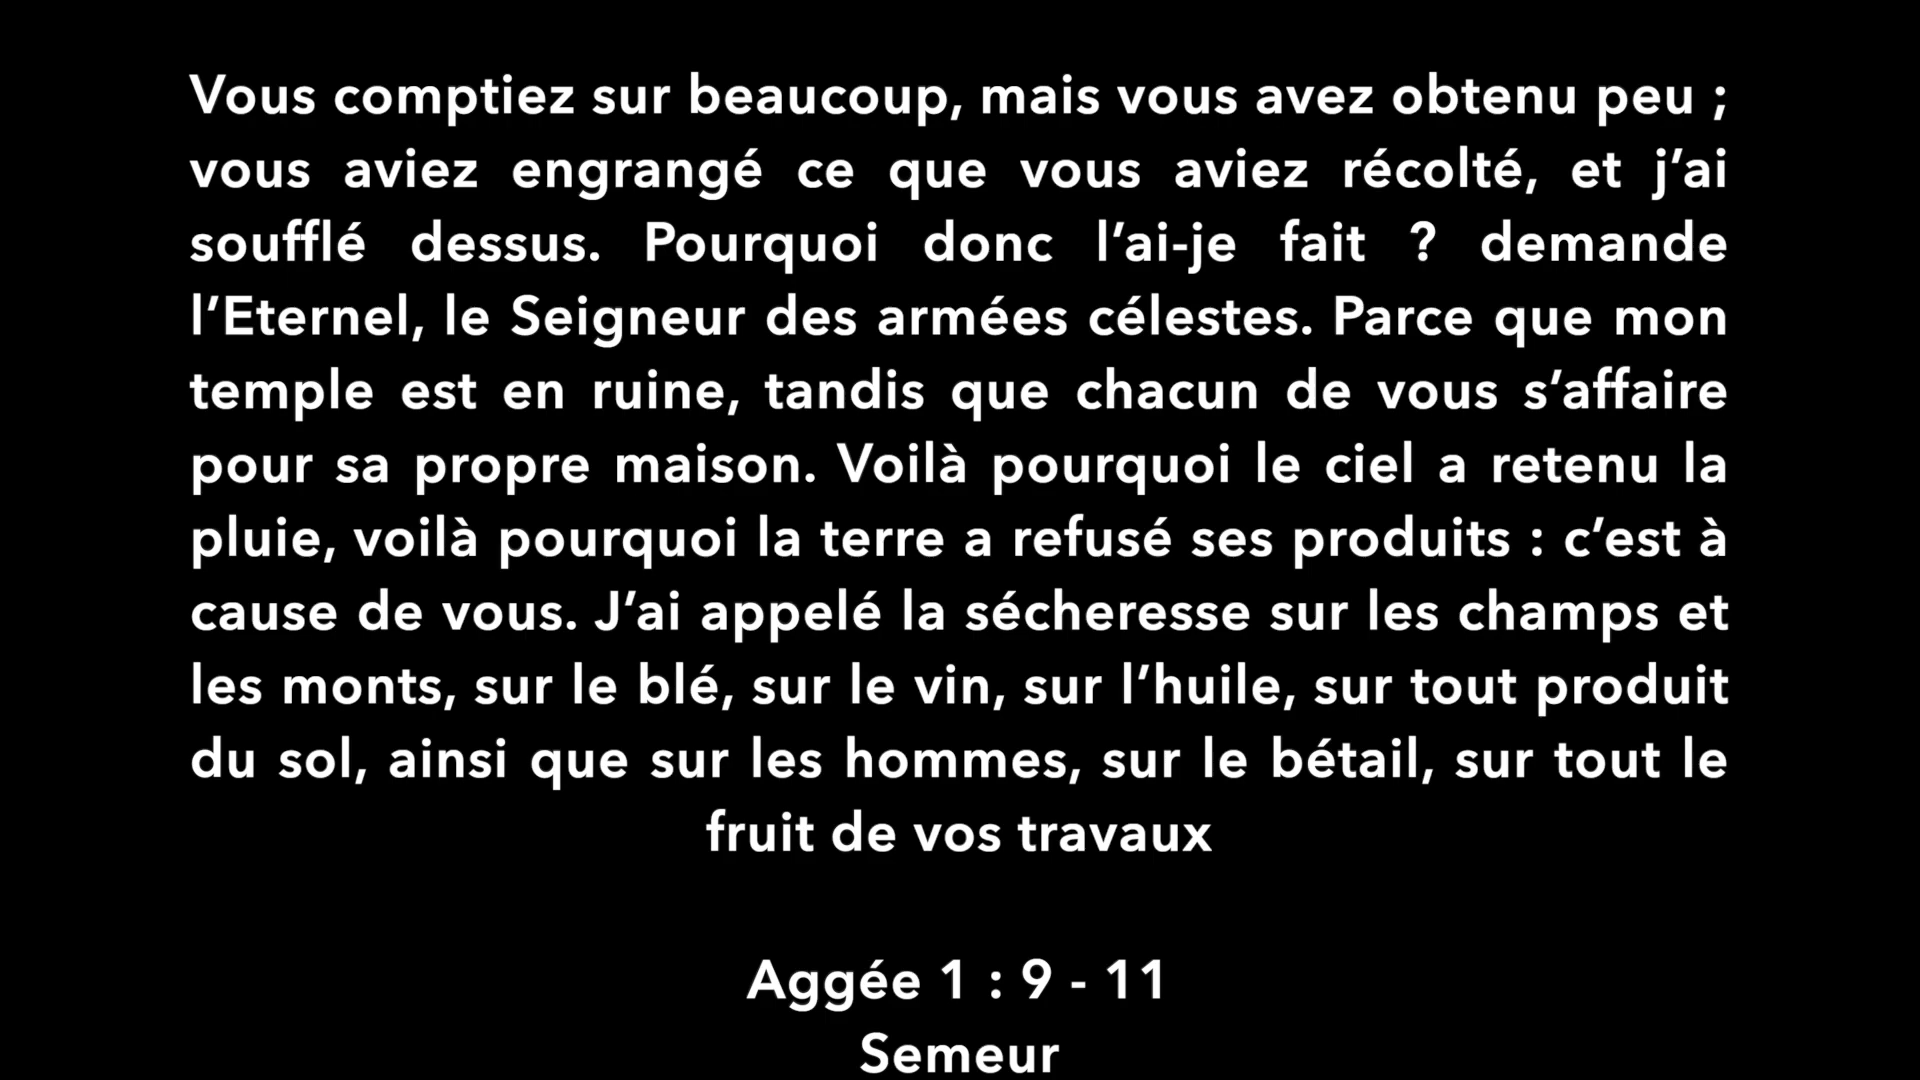 Vous comptiez sur beaucoup, mais vous avez obtenu peu ;
vous aviez engrangé ce que vous aviez récolté, et j’ai
soufflé dessus. Pourquoi donc l’ai-je fait ? demande
l’Eternel, le Seigneur des armées célestes. Parce que mon
temple est en ruine, tandis que chacun de vous s’affaire
pour sa propre maison. Voilà pourquoi le ciel a retenu la
pluie, voilà pourquoi la terre a refusé ses produits : c’est à
cause de vous. J’ai appelé la sécheresse sur les champs et
les monts, sur le blé, sur le vin, sur l’huile, sur tout produit
du sol, ainsi que sur les hommes, sur le bétail, sur tout le
fruit de vos travaux
Aggée 1 : 9 - 11
Semeur